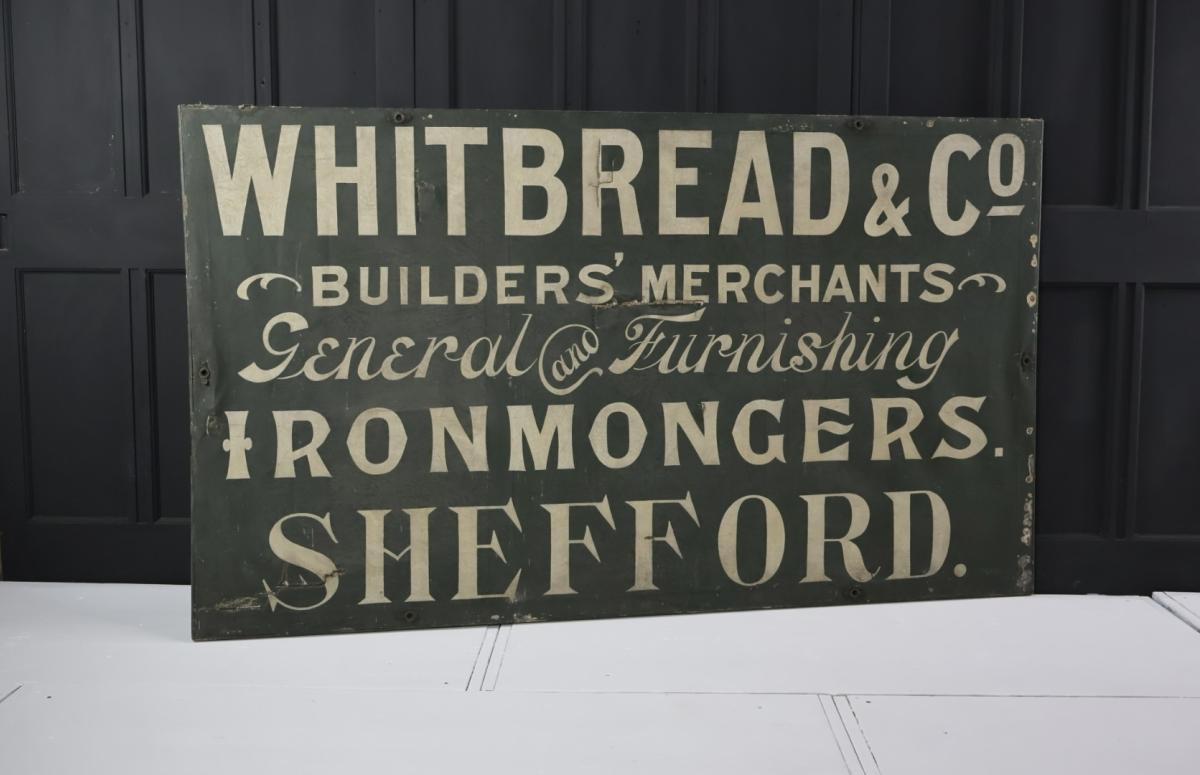 WHITBREAD & Co
BUILDERS' MERCHANTS
General and Furnishing
IRONMONGERS.
SHEFFORD.